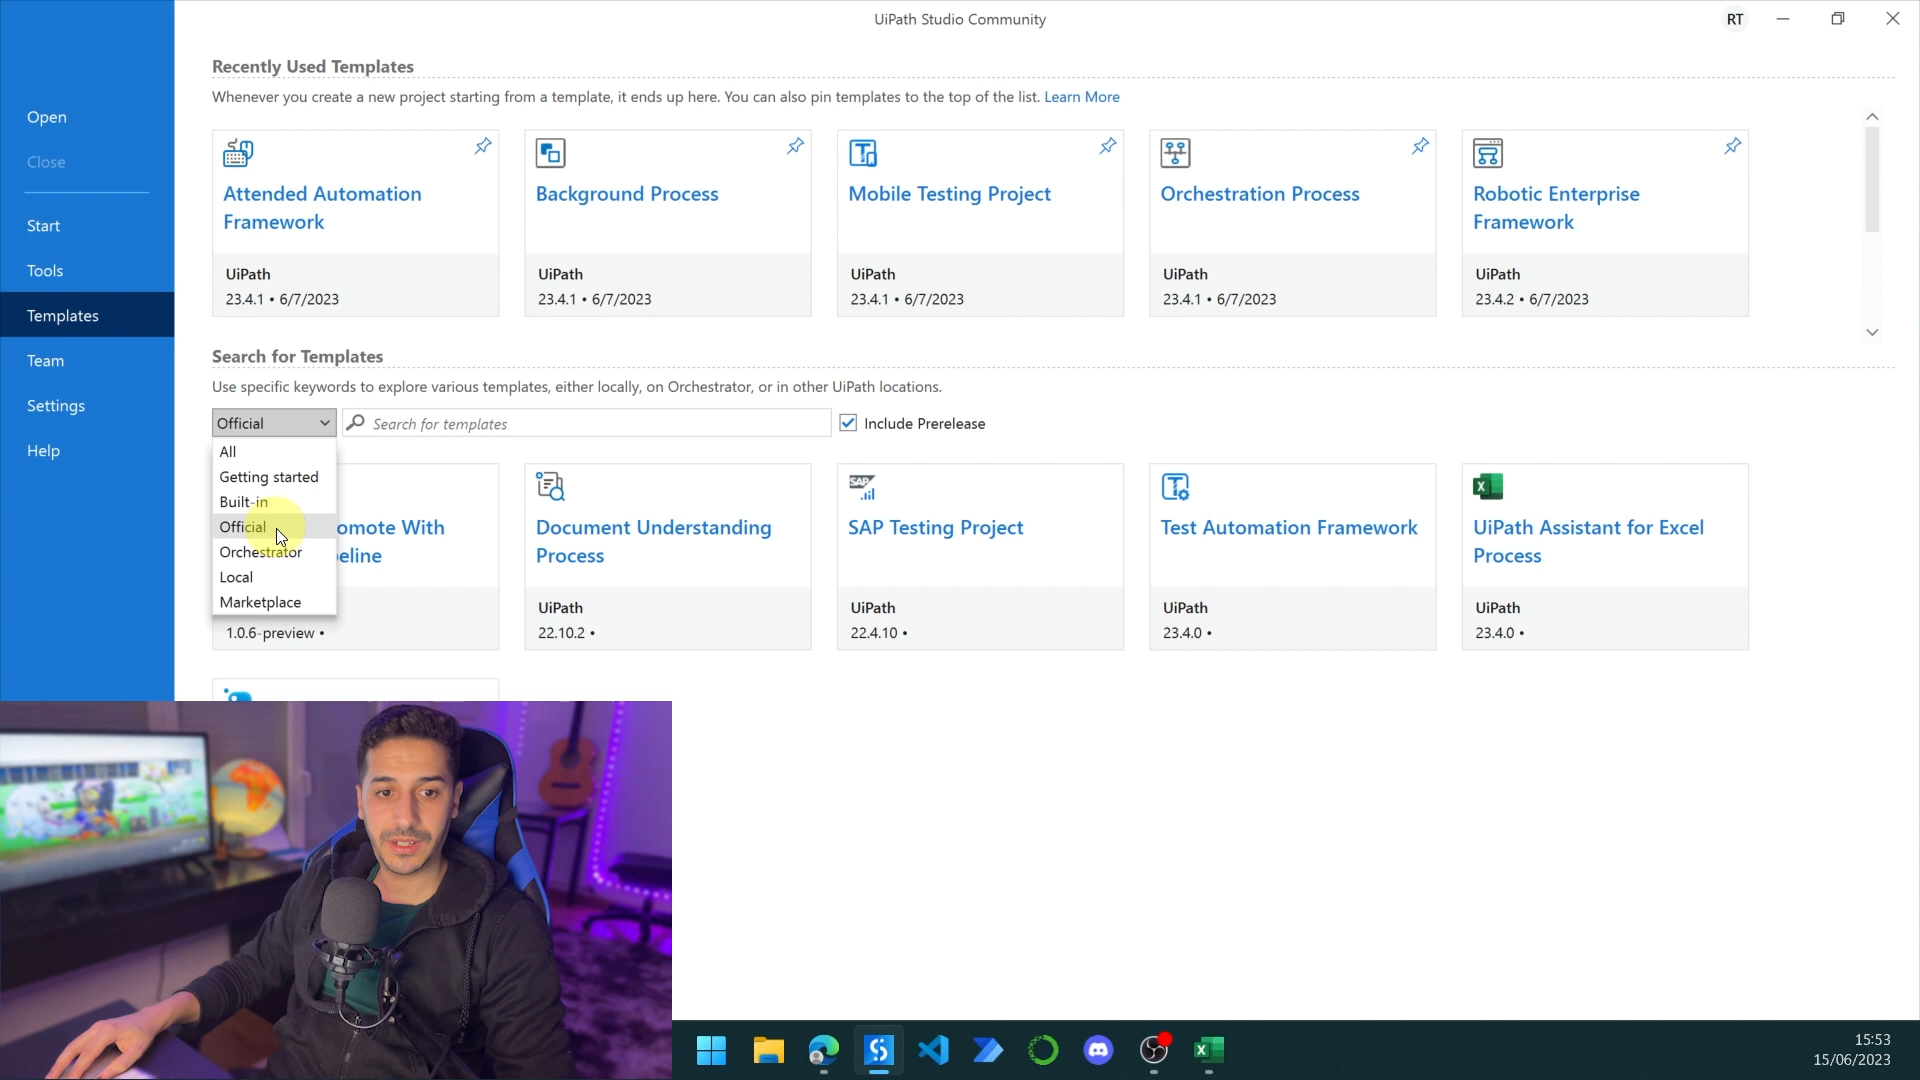 UiPath Studio Community
RT
Open
Close
Start
Tools
Templates
Team
Settings
Help
Recently Used Templates
Whenever you create a new project starting from a template, it ends up here. You can also pin templates to the top of the list. Learn More
Attended Automation
Framework
UiPath
23.4.1 • 6/7/2023
Background Process
UiPath
23.4.1 • 6/7/2023
Mobile Testing Project
UiPath
23.4.1 • 6/7/2023
Orchestration Process
UiPath
23.4.1 • 6/7/2023
Robotic Enterprise
Framework
UiPath
23.4.2 • 6/7/2023
Search for Templates
Use specific keywords to explore various templates, either locally, on Orchestrator, or in other UiPath locations.
Official
Search for templates
Include Prerelease
All
Getting started
Built-in
Official
Orchestrator
Local
Marketplace
omote With
eline
1.0.6-preview •
Document Understanding
Process
UiPath
22.10.2 •
SAP
SAP Testing Project
UiPath
22.4.10 •
Test Automation Framework
UiPath
23.4.0 •
UiPath Assistant for Excel
Process
UiPath
23.4.0 •
15:53
15/06/2023